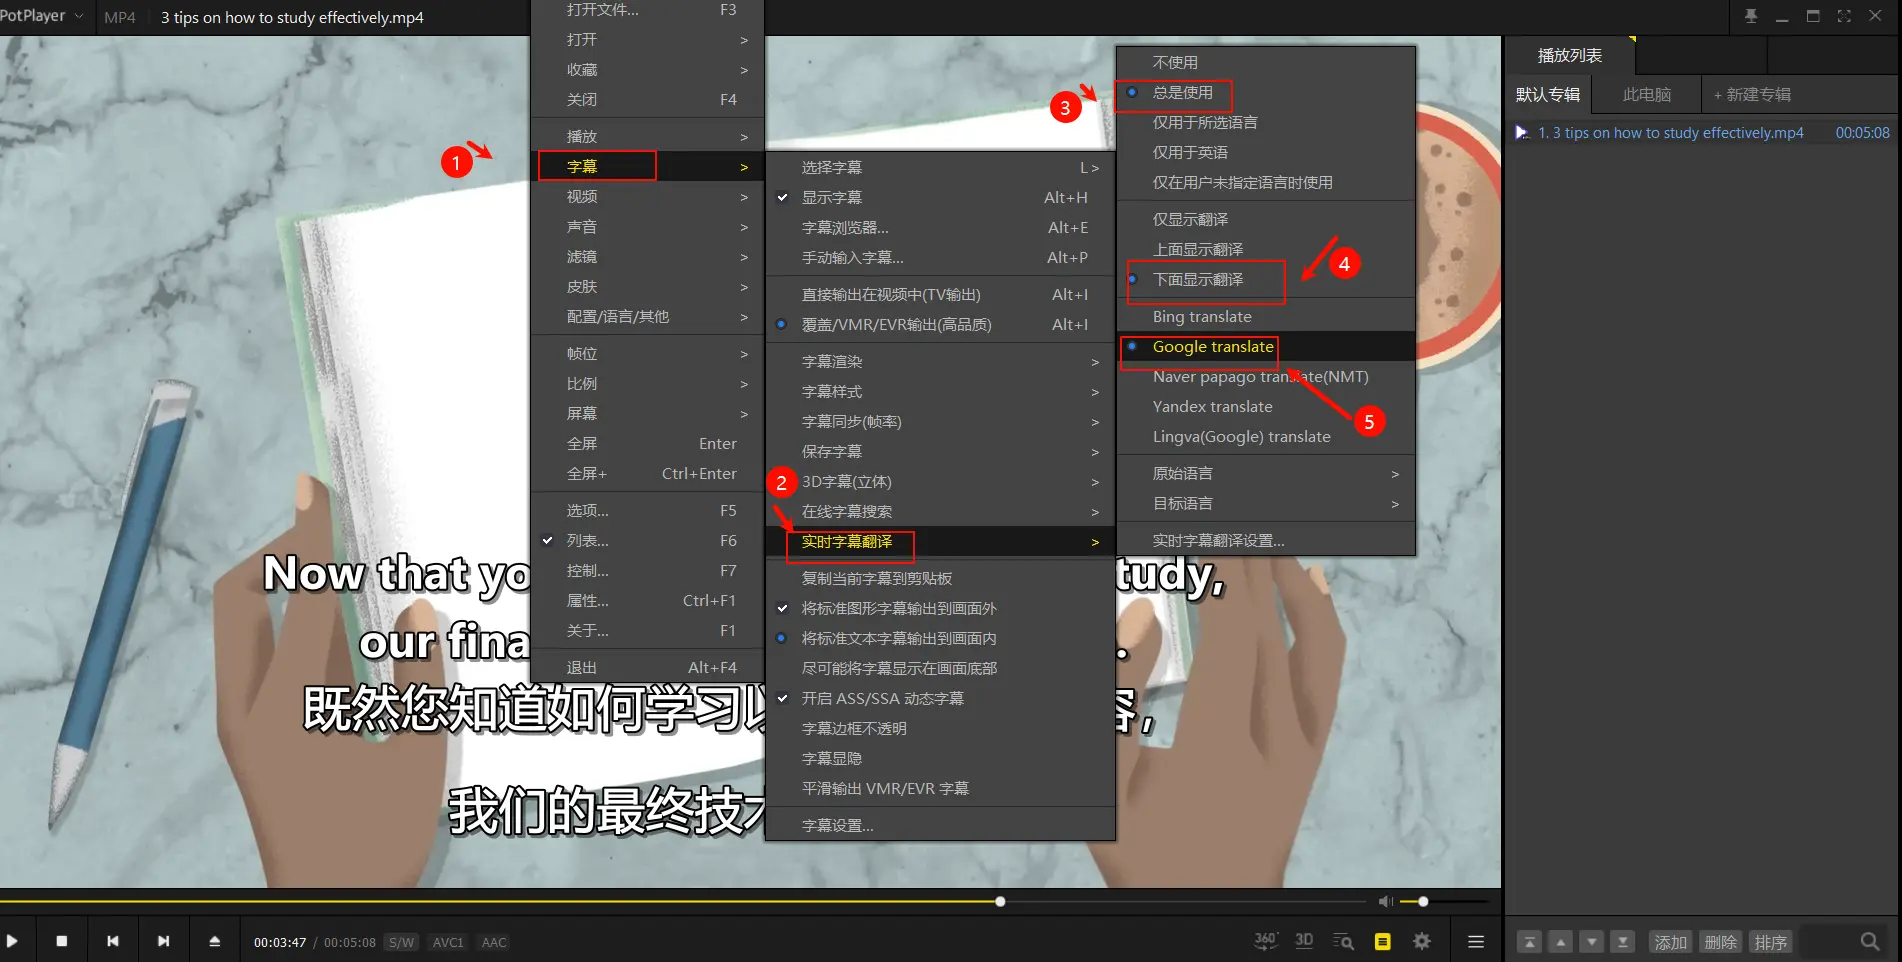 PotPlayer MP4 3 tips on how to study effectively.mp4
打开文件... F3
打开 >
收藏 >
关闭 F4
播放 >
1
字幕 >
视频 >
声音 >
滤镜 >
皮肤 >
配置/语言/其他 >
帧位 >
比例 >
屏幕 >
全屏 Enter
全屏+ Ctrl+Enter
选项... F5
列表... F6
控制... F7
属性... Ctrl+F1
关于... F1
退出 Alt+F4
选择字幕 L >
显示字幕 Alt+H
字幕浏览器... Alt+E
手动输入字幕... Alt+P
直接输出在视频中(TV输出) Alt+I
覆盖/VMR/EVR输出(高品质) Alt+I
字幕渲染 >
字幕样式 >
字幕同步(帧率) >
保存字幕 >
2
3D字幕(立体) >
在线字幕搜索 >
实时字幕翻译 >
复制当前字幕到剪贴板
将标准图形字幕输出到画面外
将标准文本字幕输出到画面内
尽可能将字幕显示在画面底部
开启 ASS/SSA 动态字幕
字幕边框不透明
字幕显隐
平滑输出 VMR/EVR 字幕
字幕设置...
不使用
3
总是使用
仅用于所选语言
仅用于英语
仅在用户未指定语言时使用
仅显示翻译
上面显示翻译
4
下面显示翻译
Bing translate
Google translate
Naver papago translate(NMT)
Yandex translate
5
Lingva(Google) translate
原始语言 >
目标语言 >
实时字幕翻译设置...
Now that yo tudy,
our fina .
既然您知道如何学习以 容，
我们的最终技
播放列表
默认专辑 此电脑 + 新建专辑
1. 3 tips on how to study effectively.mp4 00:05:08
00:03:47 / 00:05:08 S/W AVC1 AAC
360° 3D
添加 删除 排序